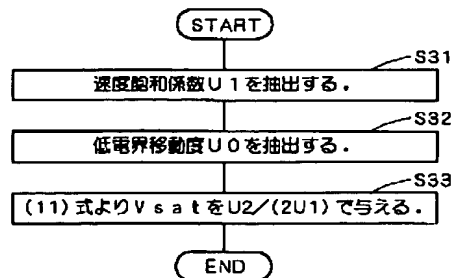 START
S31
速度飽和係数U1を抽出する.
S32
低電界移動度U0を抽出する.
S33
(11)式よりVsatをU2/(2U1)で与える.
END